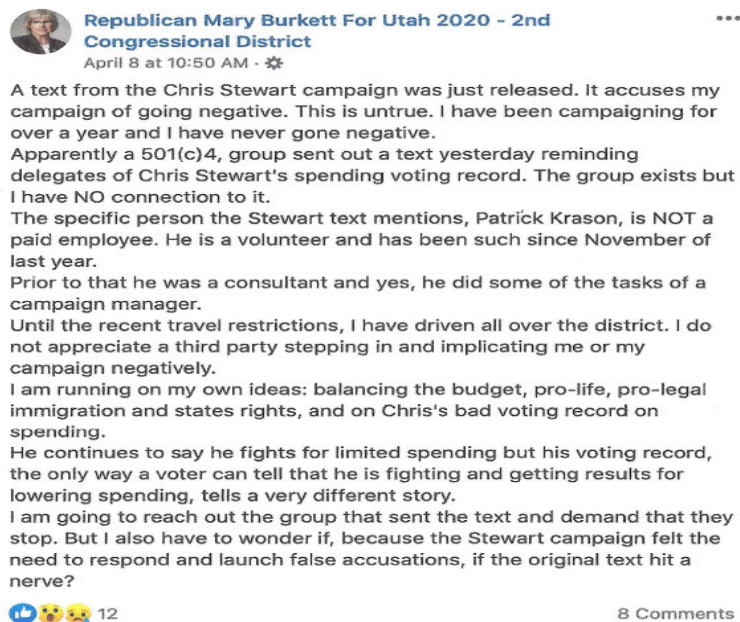 Republican Mary Burkett For Utah 2020 - 2nd
Congressional District
April 8 at 10:50 AM ·
A text from the Chris Stewart campaign was just released. It accuses my
campaign of going negative. This is untrue. I have been campaigning for
over a year and I have never gone negative.
Apparently a 501(c)4, group sent out a text yesterday reminding
delegates of Chris Stewart's spending voting record. The group exists but
I have NO connection to it.
The specific person the Stewart text mentions, Patrick Krason, is NOT a
paid employee. He is a volunteer and has been such since November of
last year.
Prior to that he was a consultant and yes, he did some of the tasks of a
campaign manager.
Until the recent travel restrictions, I have driven all over the district. I do
not appreciate a third party stepping in and implicating me or my
campaign negatively.
I am running on my own ideas: balancing the budget, pro-life, pro-legal
immigration and states rights, and on Chris's bad voting record on
spending.
He continues to say he fights for limited spending but his voting record,
the only way a voter can tell that he is fighting and getting results for
lowering spending, tells a very different story.
I am going to reach out the group that sent the text and demand that they
stop. But I also have to wonder if, because the Stewart campaign felt the
need to respond and launch false accusations, if the original text hit a
nerve?
12 8 Comments